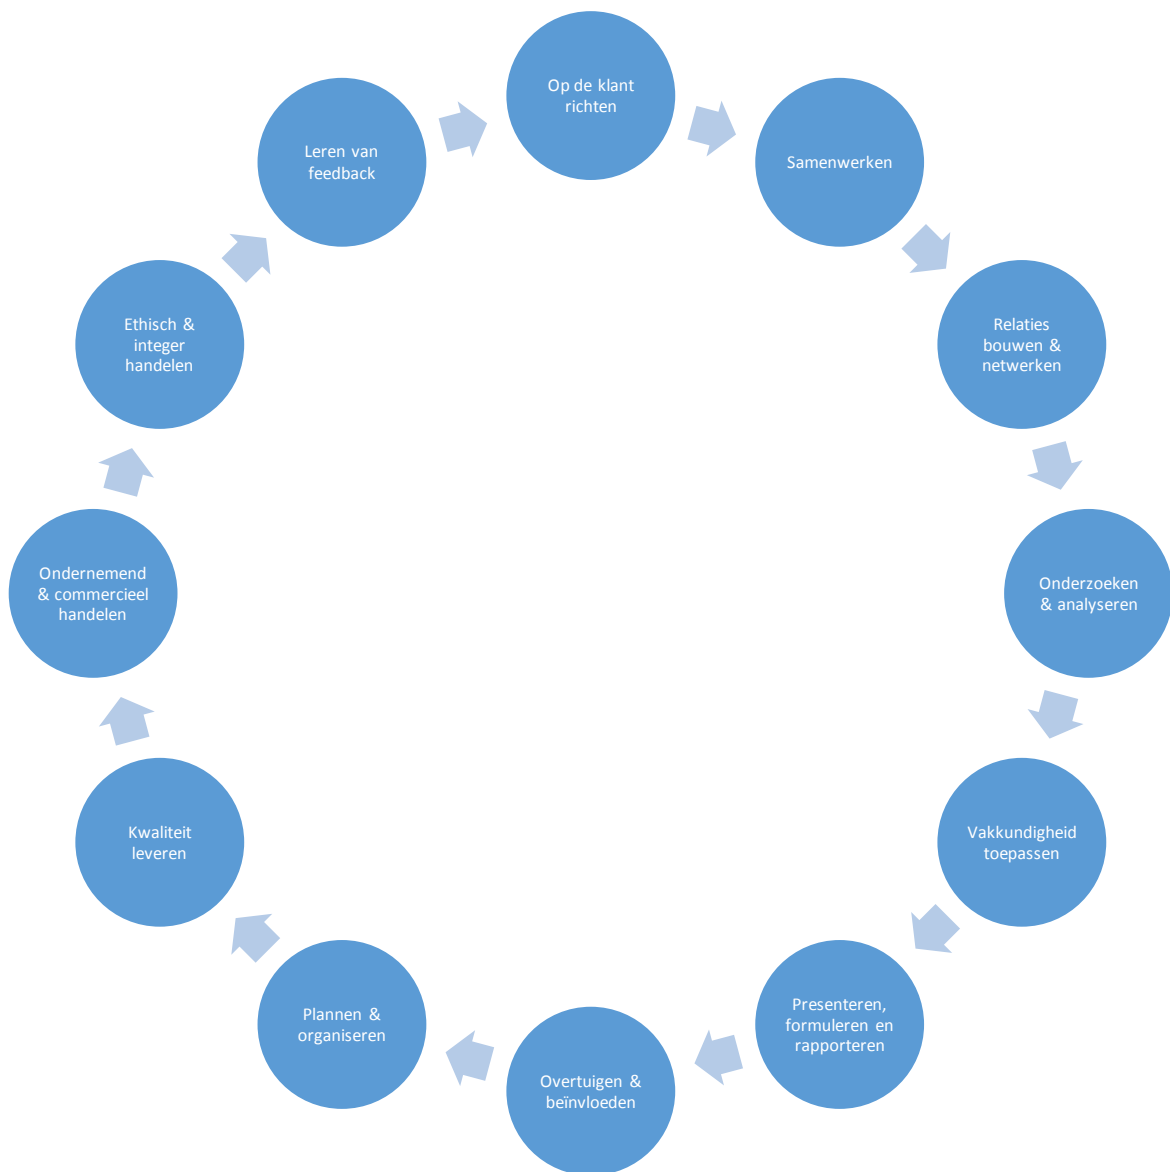 Op de klant
richten
Samenwerken
Relaties
bouwen &
netwerken
Onderzoeken
& analyseren
Vakkundigheid
toepassen
Presenteren,
formuleren en
rapporteren
Overtuigen &
beïnvloeden
Plannen &
organiseren
Kwaliteit
leveren
Ondernemend
& commercieel
handelen
Ethisch &
integer
handelen
Leren van
feedback